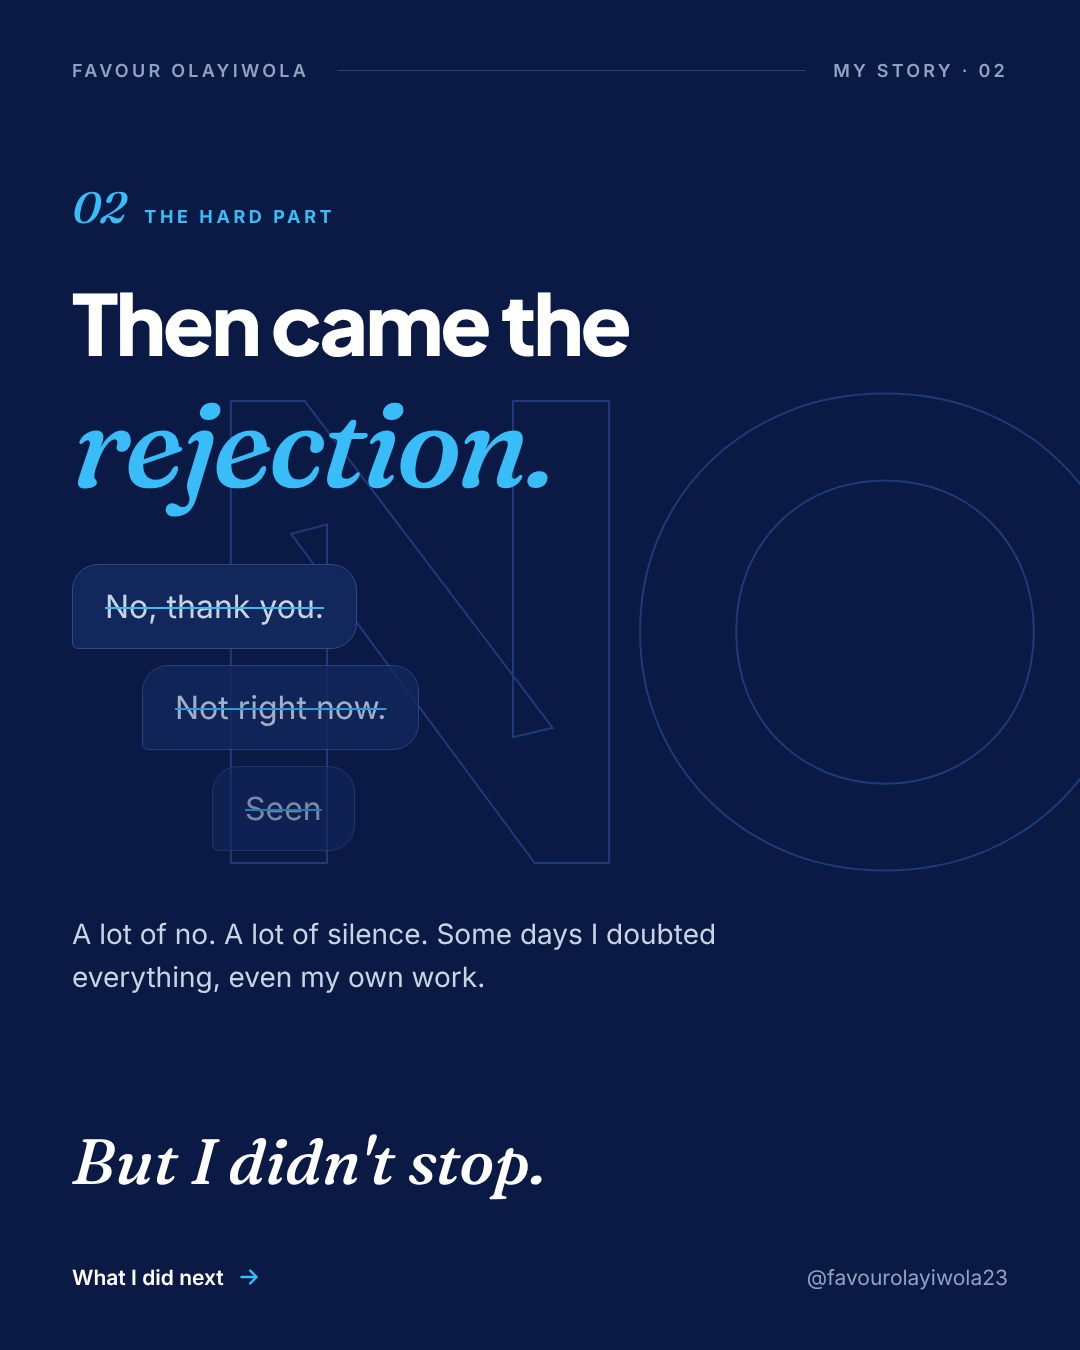 FAVOUR OLAYIWOLA
MY STORY · 02
02 THE HARD PART
Then came the
rejection.
NO
No, thank you.
Not right now.
Seen
A lot of no. A lot of silence. Some days I doubted
everything, even my own work.
But I didn't stop.
What I did next →
@favourolayiwola23